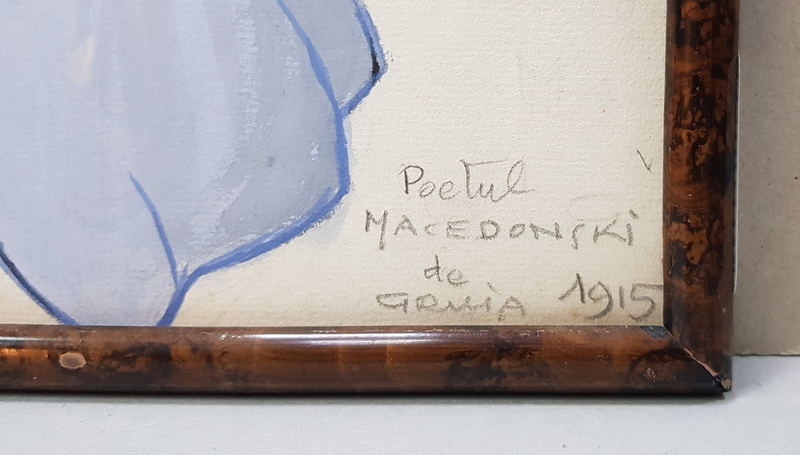 Poetul
MACEDONSKI
de
GRUIA 1915